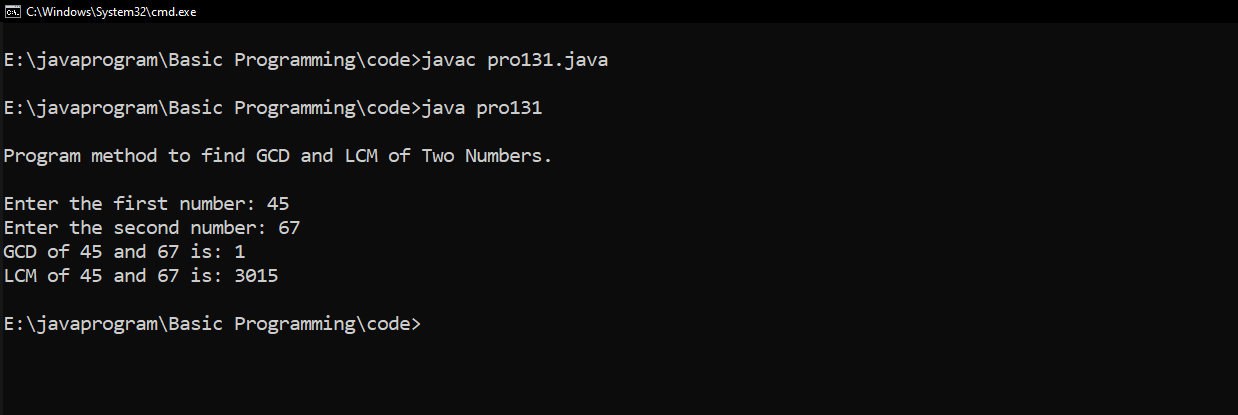 C:\Windows\System32\cmd.exe
E:\javaprogram\Basic Programming\code>javac pro131.java
E:\javaprogram\Basic Programming\code>java pro131
Program method to find GCD and LCM of Two Numbers.
Enter the first number: 45
Enter the second number: 67
GCD of 45 and 67 is: 1
LCM of 45 and 67 is: 3015
E:\javaprogram\Basic Programming\code>